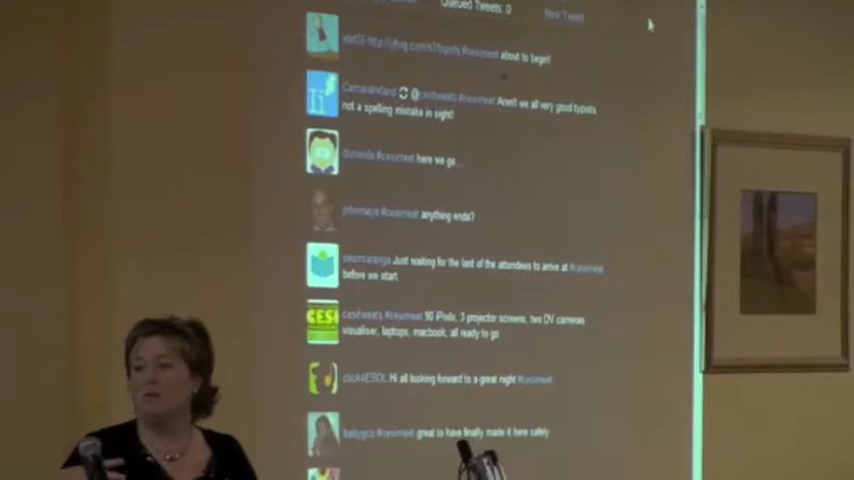 Queued Tweets: 0
New Tweet
#cesimeet about to begin!
@cesitweets #cesimeet Aren't we all very good typists,
not a spelling mistake in sight!
#cesimeet here we go...
#cesimeet anything enda?
Just waiting for the last of the attendees to arrive at #cesimeet
before we start
CESI
cesitweets #cesimeet 90 iPods, 3 projector screens, two DV cameras
visualiser, laptops, macbook, all ready to go
click4ESOL Hi all looking forward to a great night #cesimeet
babygco #cesimeet great to have finally made it here safely